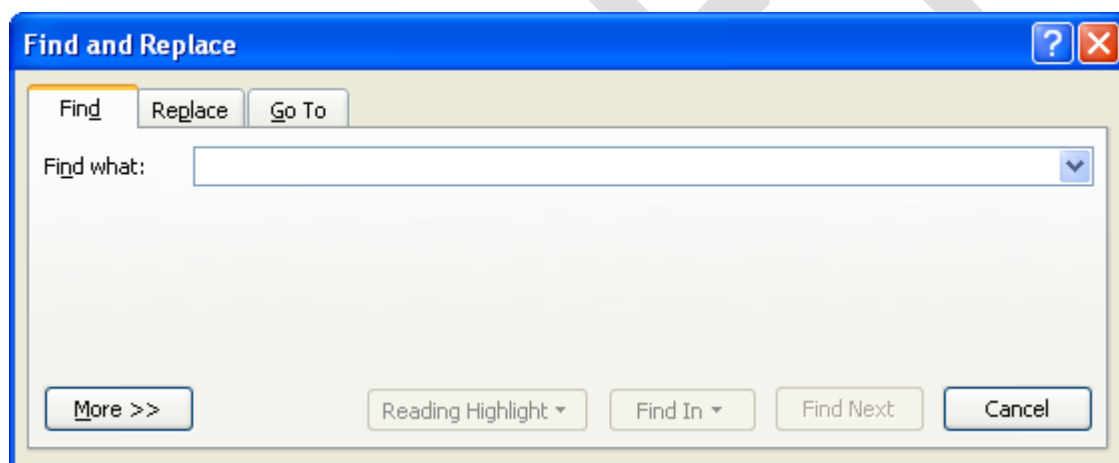 Find and Replace
Find Replace Go To
Find what:
More >> Reading Highlight Find In Find Next Cancel